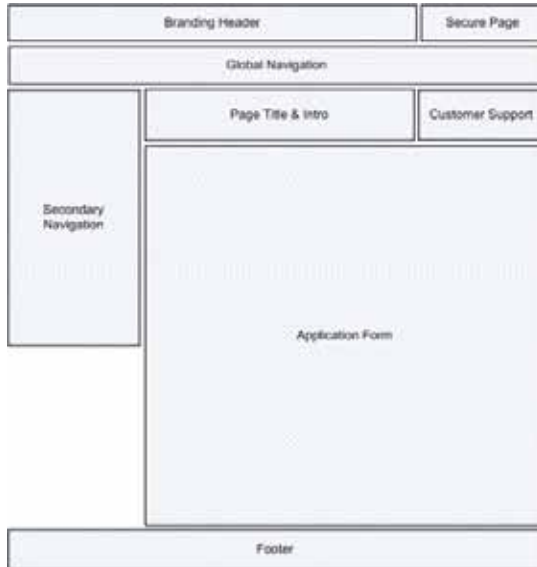 Branding Header
Secure Page
Global Navigation
Page Title & Intro
Customer Support
Secondary
Navigation
Application Form
Footer